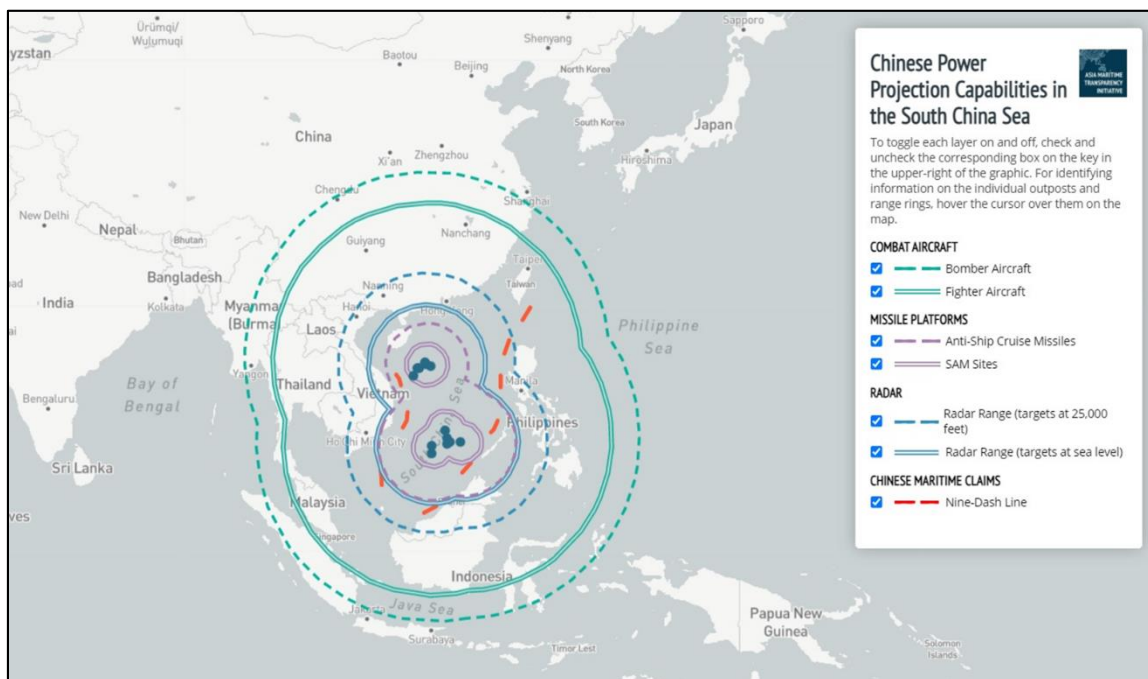 Ürümqi/
Wulumuqi
yzstan
Sapporo
Shenyang
Baotou
Beijing
North Korea
South Korea
Japan
Hiroshima
China
Xi'an
Zhengzhou
Chengdu
Shanghai
New Delhi
Nepal
Bhutan
Guiyang
Nanchang
Taipei
Taiwan
Bangladesh
India
Kolkata
Myanmar
(Burma)
Nanning
Hanoi
Laos
Philippine
Sea
Yangon
Thailand
Vietnam
Manila
Philippines
Bay of
Bengal
Bengaluru
Ho Chi Minh City
South China Sea
Sri Lanka
Malaysia
Singapore
Indonesia
Java Sea
Jakarta
Surabaya
Timor Lest
Papua New
Guinea
Solomon
Islands
ves
Chinese Power
Projection Capabilities in
the South China Sea
ASIA MARITIME
TRANSPARENCY
INITIATIVE
To toggle each layer on and off, check and
uncheck the corresponding box on the key in
the upper-right of the graphic. For identifying
information on the individual outposts and
range rings, hover the cursor over them on the
map.
COMBAT AIRCRAFT
Bomber Aircraft
Fighter Aircraft
MISSILE PLATFORMS
Anti-Ship Cruise Missiles
SAM Sites
RADAR
Radar Range (targets at 25,000
feet)
Radar Range (targets at sea level)
CHINESE MARITIME CLAIMS
Nine-Dash Line